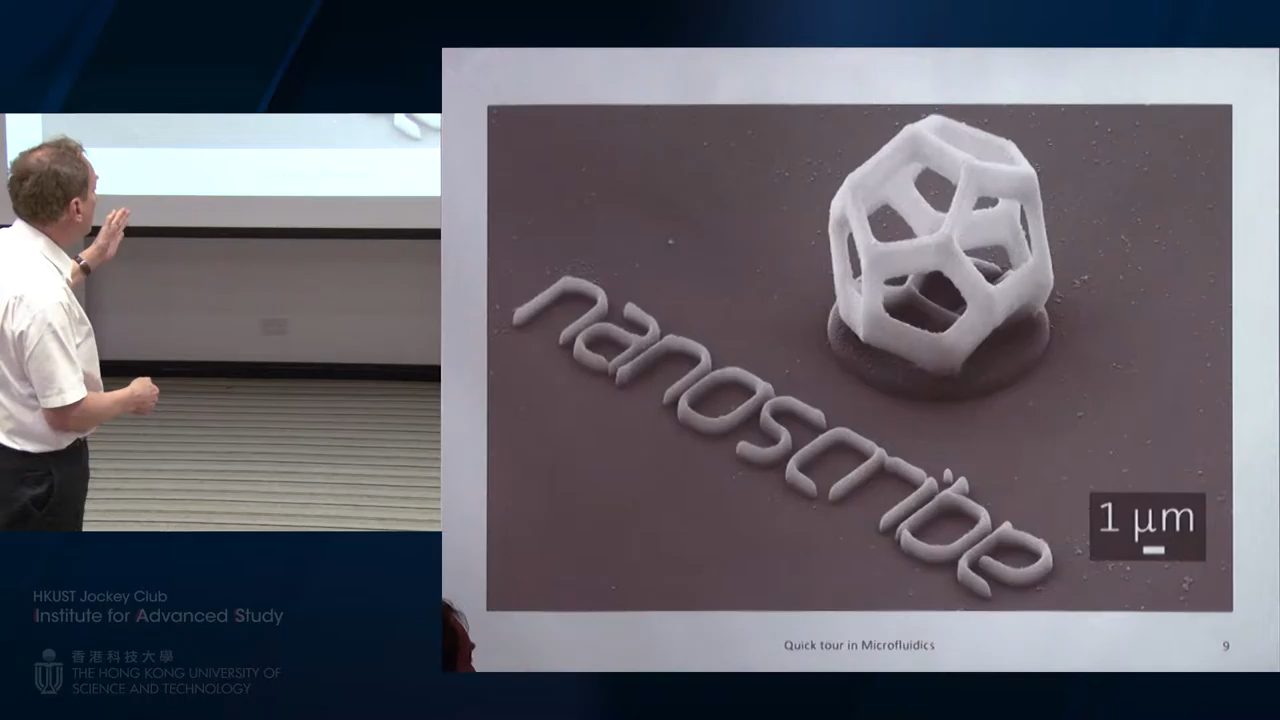 nanoscribe
1 μm
Quick tour in Microfluidics
9
HKUST Jockey Club
Institute for Advanced Study
香港科技大學
THE HONG KONG UNIVERSITY OF
SCIENCE AND TECHNOLOGY